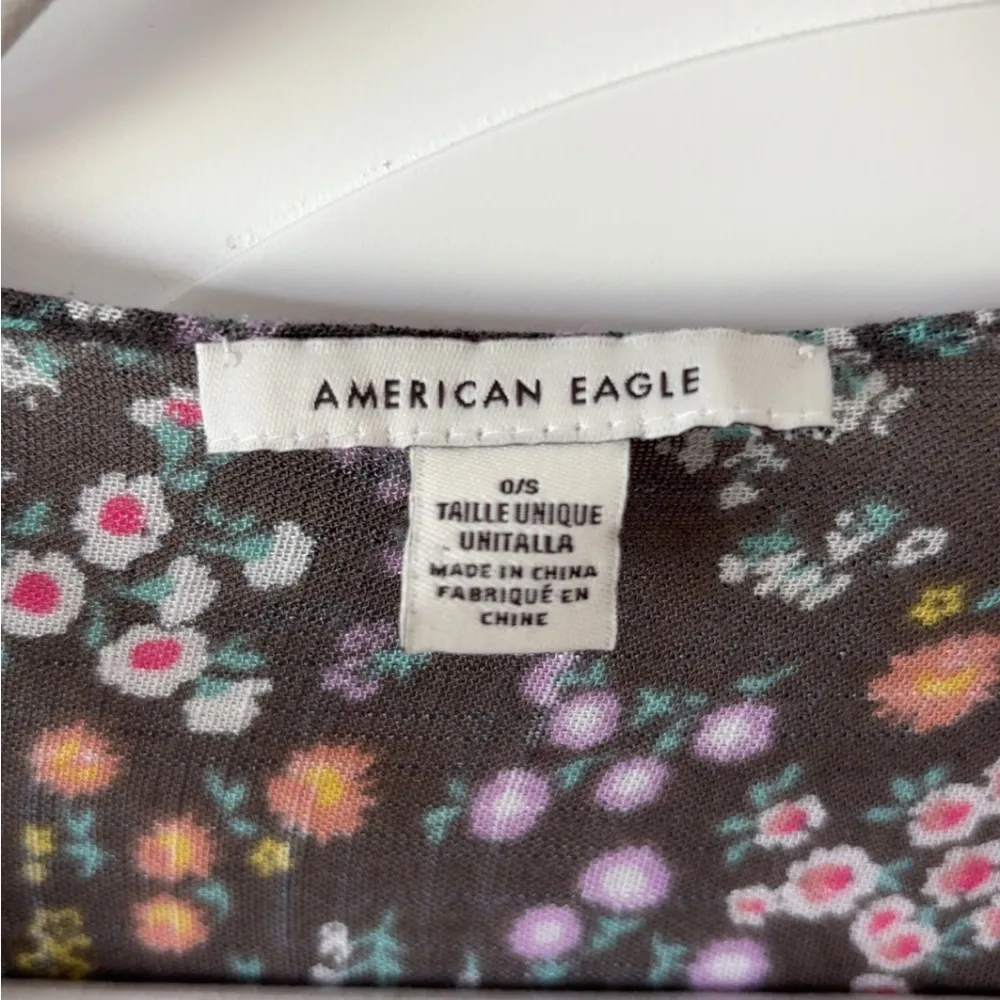 AMERICAN EAGLE
O/S
TAILLE UNIQUE
UNITALLA
MADE IN CHINA
FABRIQUÉ EN
CHINE